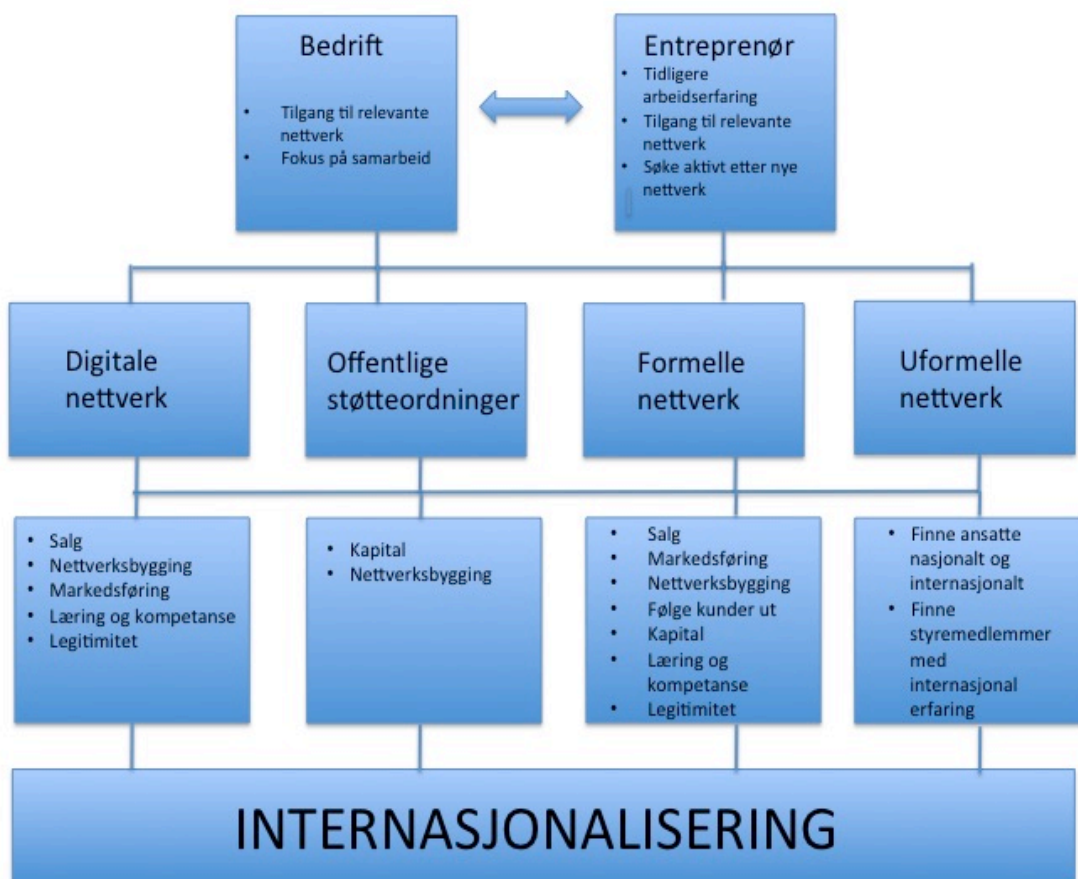 Bedrift
• Tilgang til relevante
nettverk
• Fokus på samarbeid
Entreprenør
• Tidligere
arbeidserfaring
• Tilgang til relevante
nettverk
• Søke aktivt etter nye
nettverk
Digitale
nettverk
Offentlige
støtteordninger
Formelle
nettverk
Uformelle
nettverk
• Salg
• Nettverksbygging
• Markedsføring
• Læring og kompetanse
• Legitimitet
• Kapital
• Nettverksbygging
• Salg
• Markedsføring
• Nettverksbygging
• Følge kunder ut
• Kapital
• Læring og
kompetanse
• Legitimitet
• Finne ansatte
nasjonalt og
internasjonalt
• Finne
styremedlemmer
med
internasjonal
erfaring
INTERNASJONALISERING